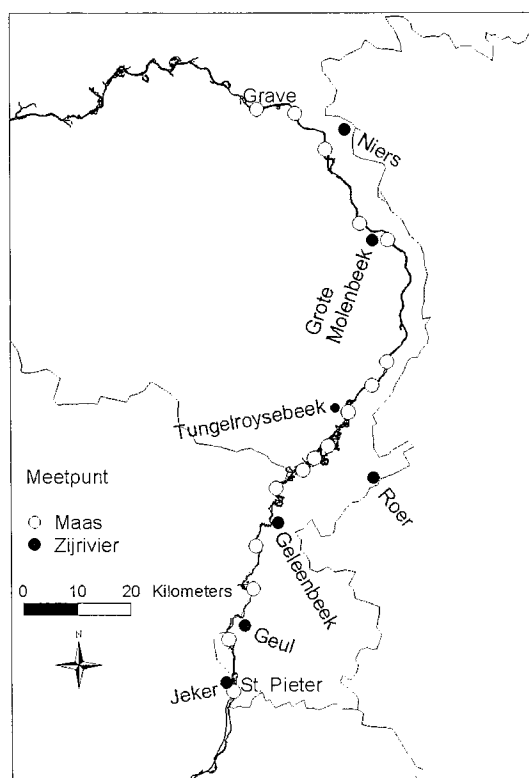 Grave
Niers
Grote
Molenbeek
Tungelroysebeek
Meetpunt
Roer
Maas
Zijrivier
Geleenbeek
0 10 20
Kilometers
Geul
N
Jeker
St. Pieter